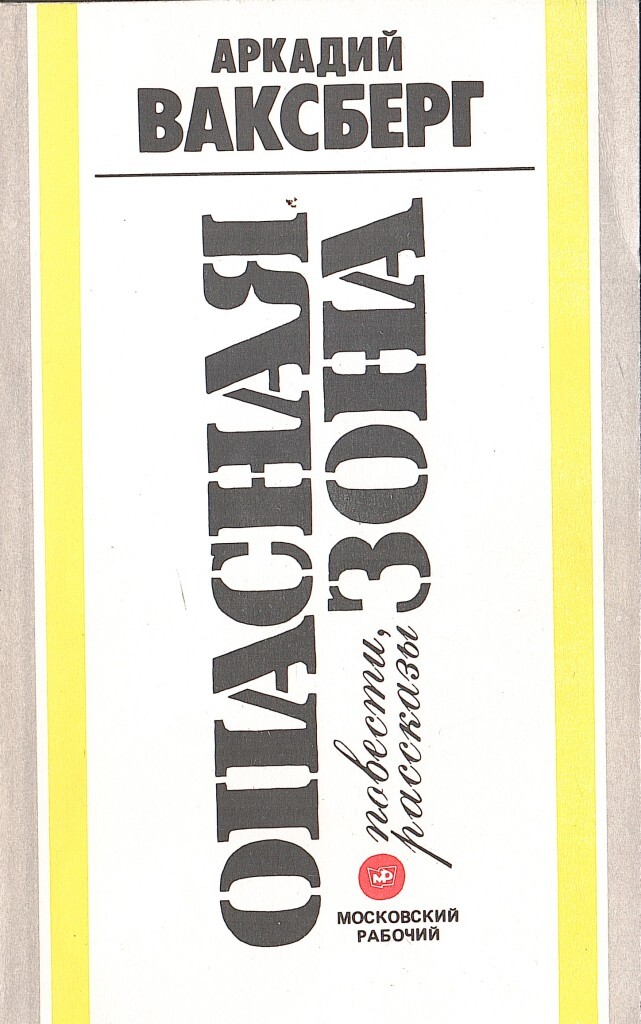 АРКАДИЙ
ВАКСБЕРГ
ОПАСНАЯ
ЗОНА
повести,
рассказы
МР
МОСКОВСКИЙ
РАБОЧИЙ